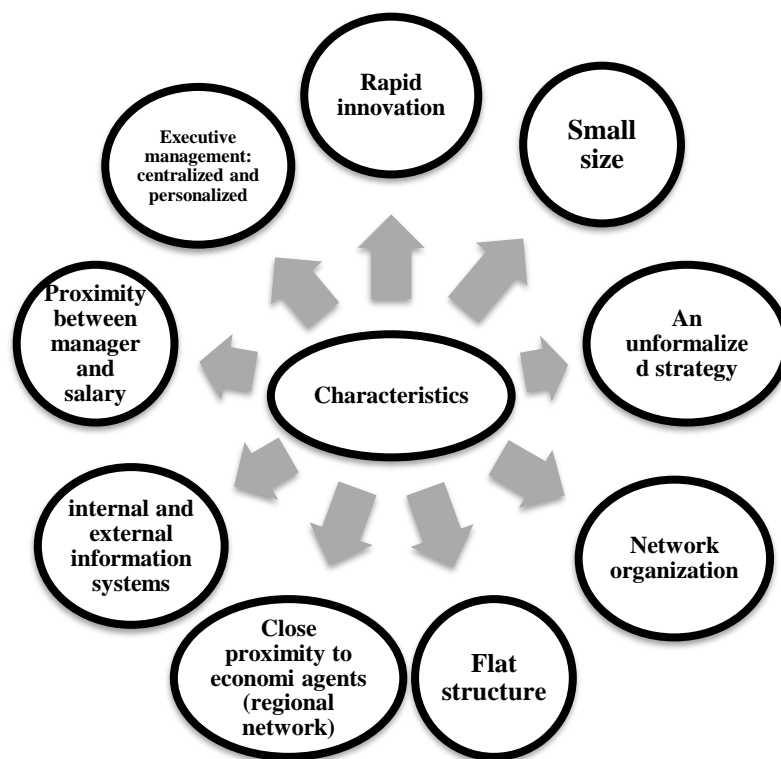 Rapid
innovation
Small
size
An
unformalize
d strategy
Network
organization
Flat
structure
Close
proximity to
economi agents
(regional
network)
internal and
external
information
systems
Proximity
between
manager
and
salary
Executive
management:
centralized and
personalized
Characteristics